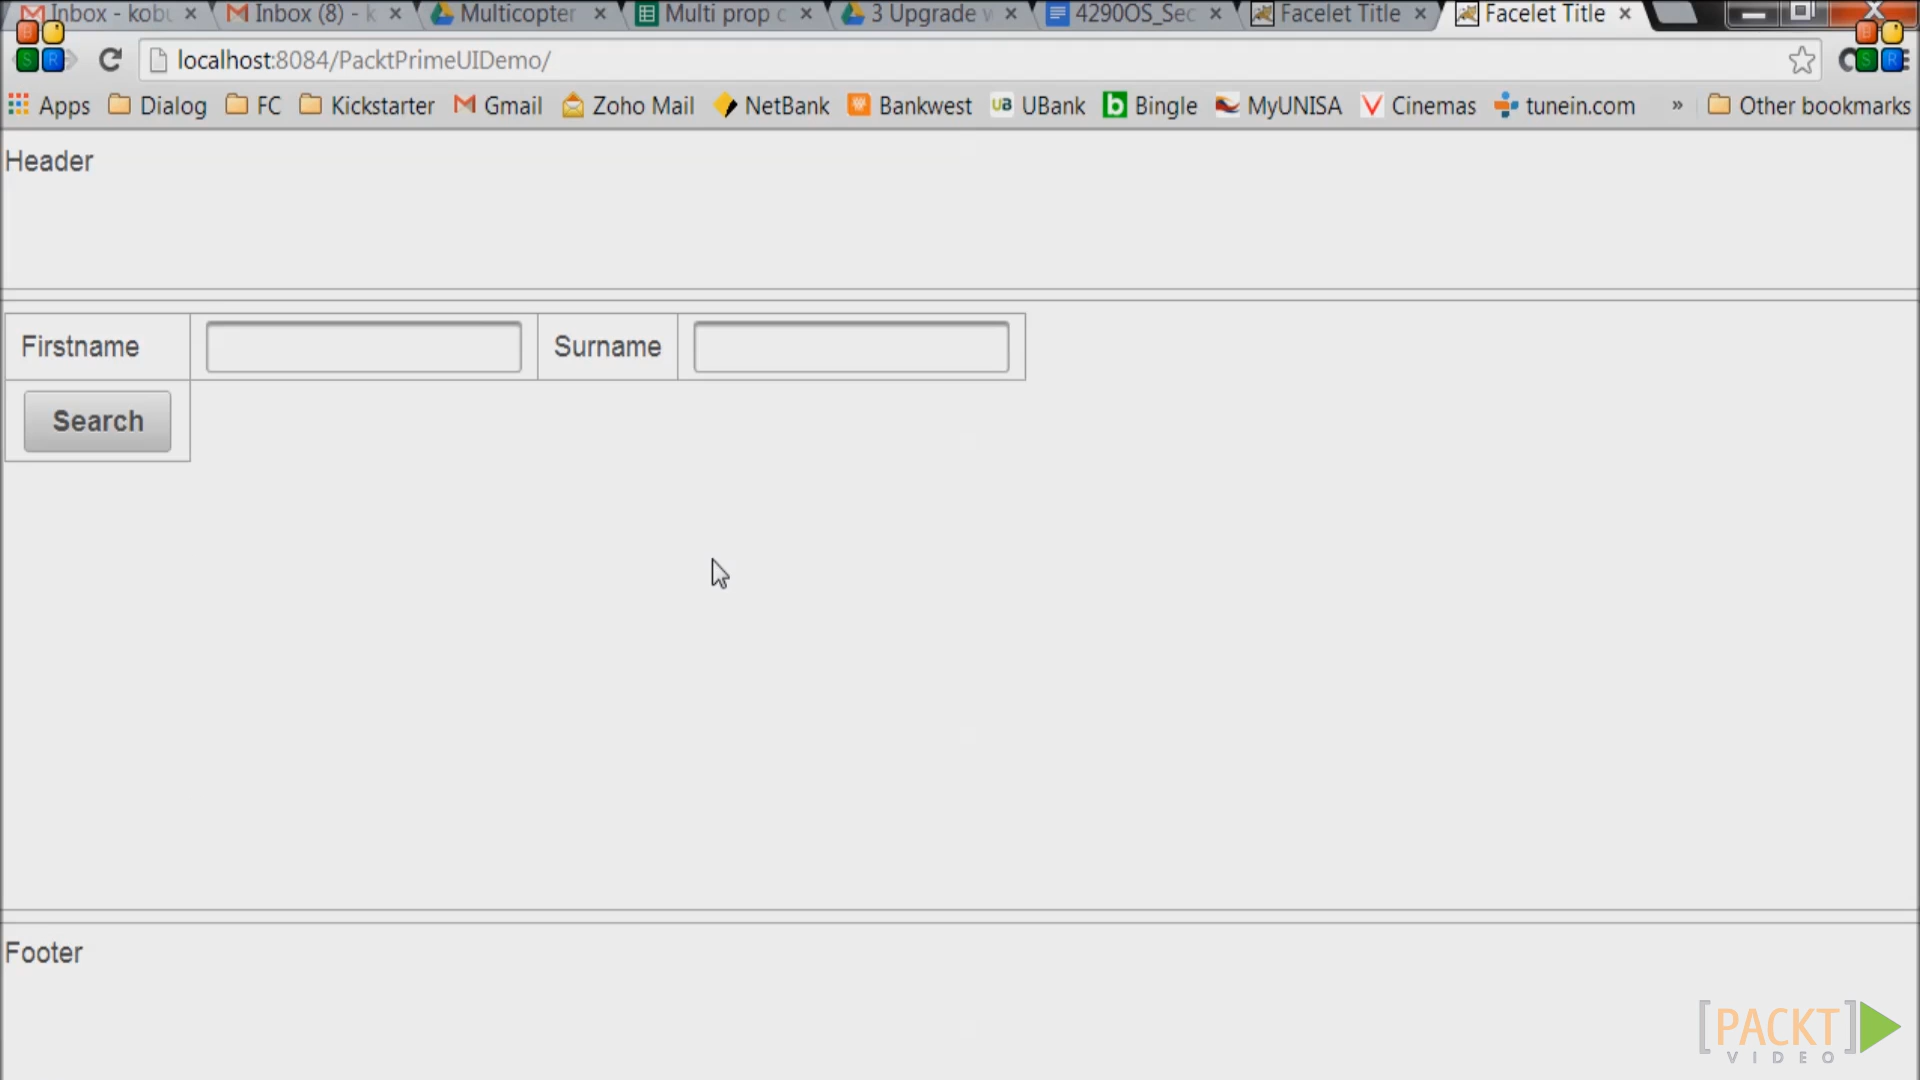 Inbox - kobu Inbox (8) - k Multicopter Multi prop c 3 Upgrade w 4290OS_Sec Facelet Title Facelet Title
localhost:8084/PacktPrimeUIDemo/
Apps Dialog FC Kickstarter Gmail Zoho Mail NetBank Bankwest UB UBank b Bingle MyUNISA Cinemas tunein.com » Other bookmarks
Header
Firstname Surname
Search
Footer
[PACKT]
VIDEO